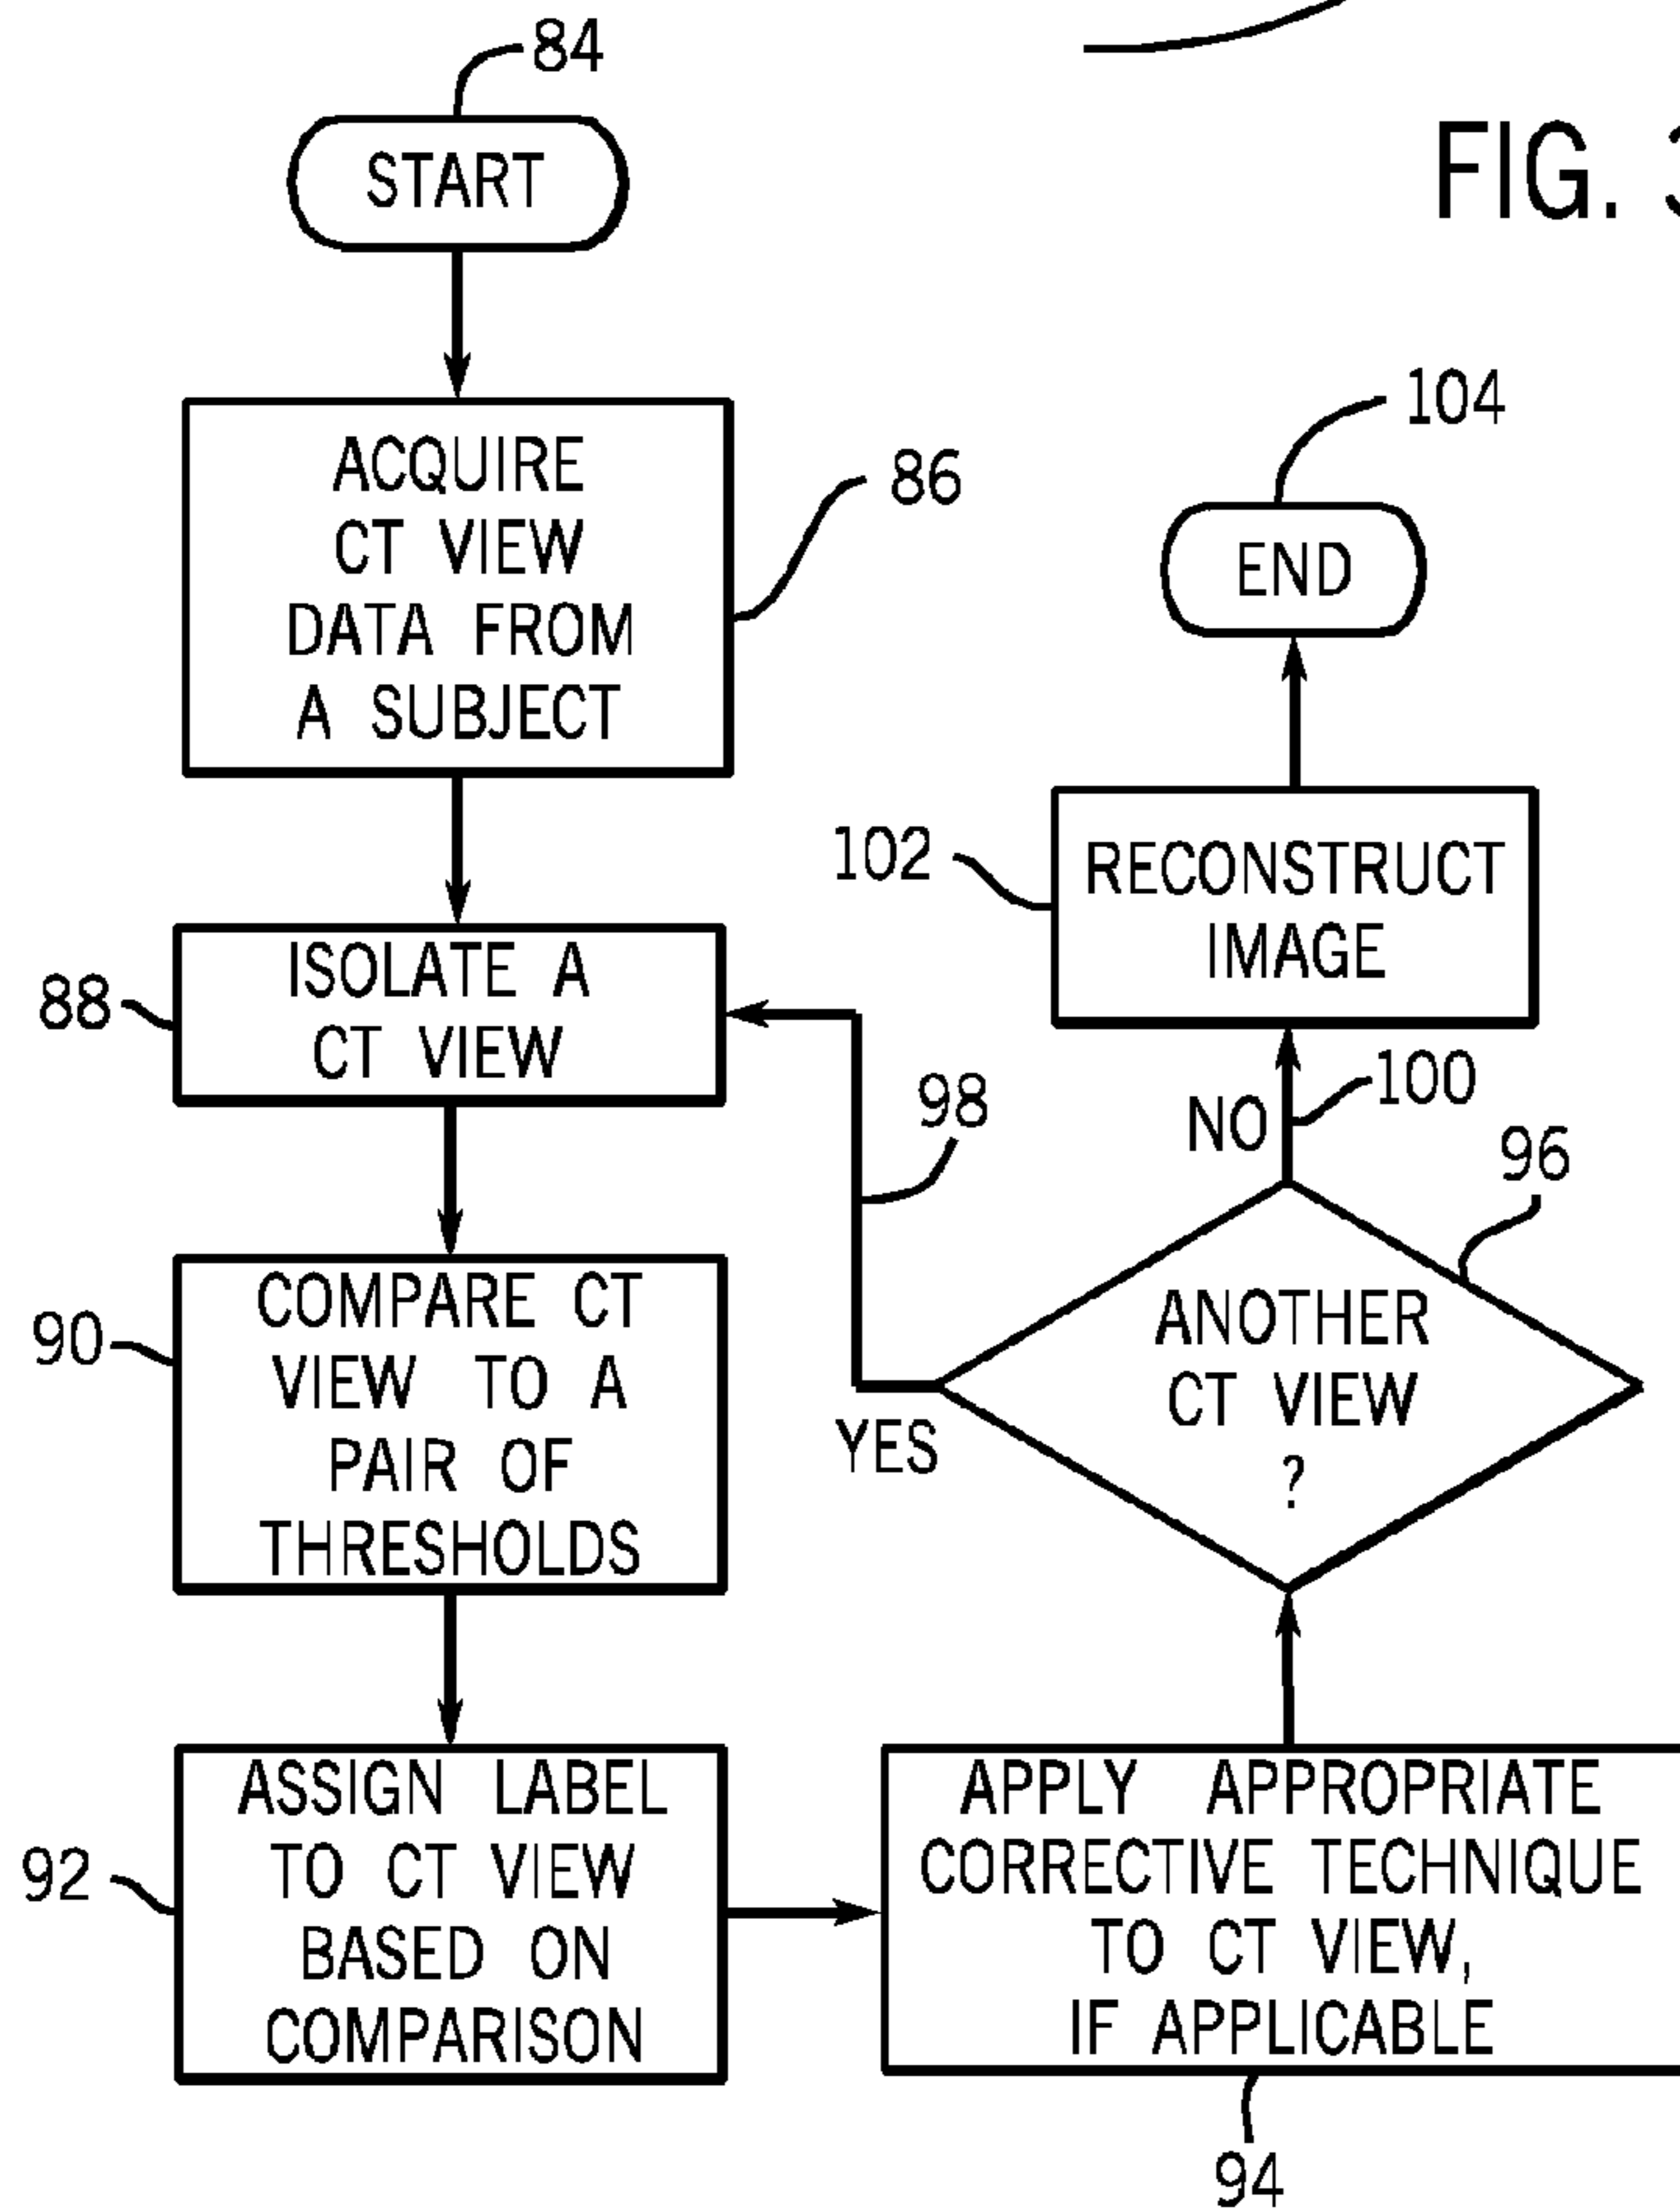 84
START
FIG. 3
ACQUIRE
CT VIEW
DATA FROM
A SUBJECT
86
ISOLATE A
CT VIEW
88
COMPARE CT
VIEW TO A
PAIR OF
THRESHOLDS
90
ASSIGN LABEL
TO CT VIEW
BASED ON
COMPARISON
92
APPLY APPROPRIATE
CORRECTIVE TECHNIQUE
TO CT VIEW,
IF APPLICABLE
94
ANOTHER
CT VIEW
?
96
YES
98
NO
100
RECONSTRUCT
IMAGE
102
END
104